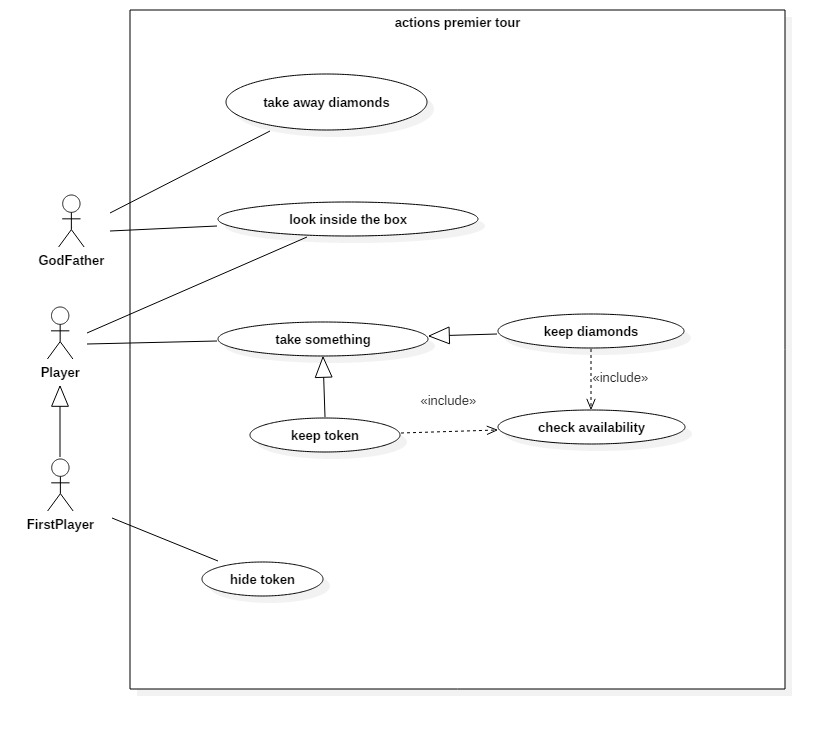 actions premier tour
take away diamonds
look inside the box
GodFather
take something
keep diamonds
Player
«include»
«include»
keep token
check availability
FirstPlayer
hide token